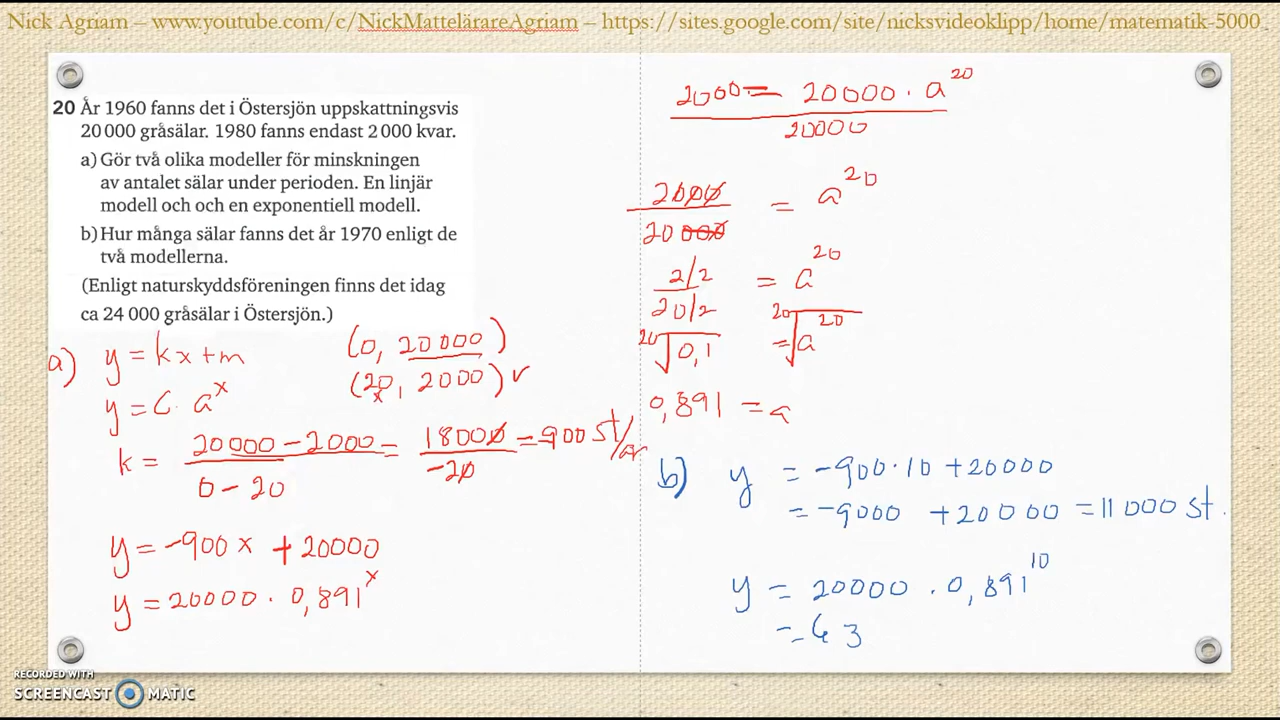 Nick Agriam – www.youtube.com/c/NickMattelärareAgriam – https://sites.google.com/site/nicksvideoklipp/home/matematik-5000
20 År 1960 fanns det i Östersjön uppskattningsvis
20 000 gråsälar. 1980 fanns endast 2 000 kvar.
a) Gör två olika modeller för minskningen
av antalet sälar under perioden. En linjär
modell och och en exponentiell modell.
b) Hur många sälar fanns det år 1970 enligt de
två modellerna.
(Enligt naturskyddsföreningen finns det idag
ca 24 000 gråsälar i Östersjön.)
a) y = kx+m (0, 20000)
y = C · a^x (20, 2000) v
x
k = (20000 – 2000)/(0 – 20) = 18000/–20 = –900 st/år
y = –900x + 20000
y = 20000 · 0,891^x
2000 = 20000 · a^20
20000
2000/20000 = a^20
(2/2)/(20/2) = a^20
²⁰√0,1 = ²⁰√a^20
0,891 = a
b) y = –900·10 + 20000
= –9000 + 20000 = 11 000 st.
y = 20000 · 0,891^10
= 63
RECORDED WITH
SCREENCAST MATIC